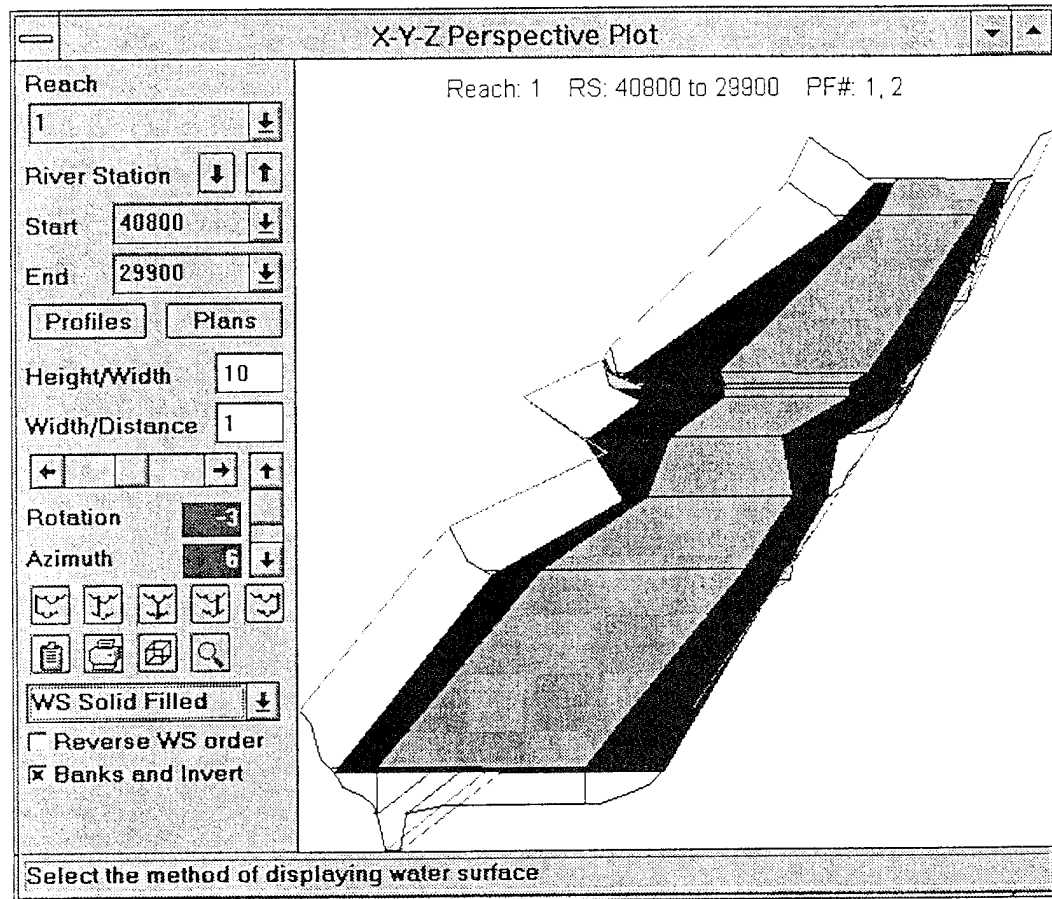 X-Y-Z Perspective Plot
Reach
1
River Station
Start 40800
End 29900
Profiles Plans
Height/Width 10
Width/Distance 1
Rotation -3
Azimuth 6
WS Solid Filled
Reverse WS order
Banks and Invert
Reach: 1 RS: 40800 to 29900 PF#: 1, 2
Select the method of displaying water surface